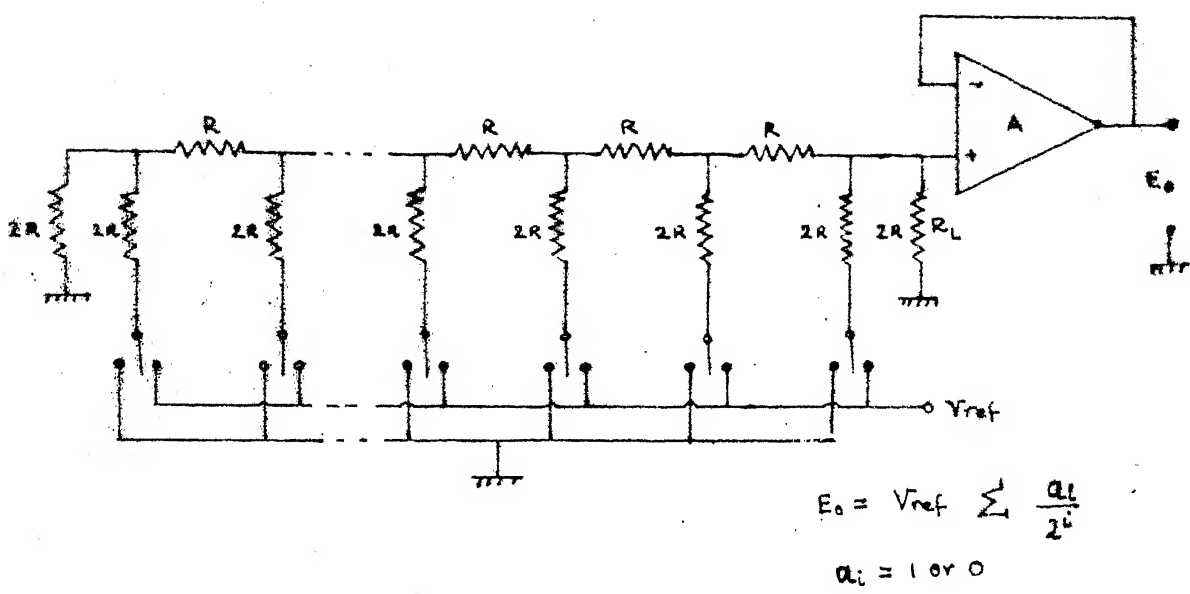 R R R R
- A +
E₀
2R 2R 2R 2R 2R 2R 2R 2R R_L
Vref
E₀ = Vref Σ aᵢ/2ⁱ
aᵢ = 1 or 0